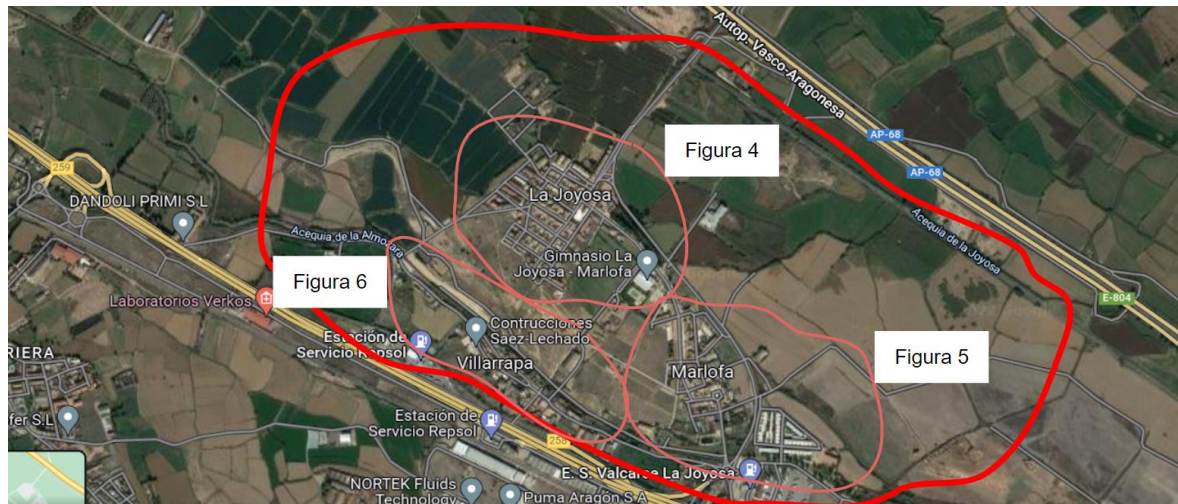 Autop. Vasco-Aragonesa
AP-68
AP-68
Figura 4
259
La Joyosa
DANDOLI PRIMI S L
Acequia de la Joyosa
Acequia de la Almozara
Gimnasio La
Joyosa - Marlofa
Figura 6
Laboratorios Verkos
E-804
Contrucciones
Saez-Lechado
Estación de
Servicio Repsol
RIERA
Villarrapa
Marlofa
Figura 5
fer S.L
Estación de
Servicio Repsol
258
E. S. Valcarce La Joyosa
NORTEK Fluids
Technology
Puma Aragón S A